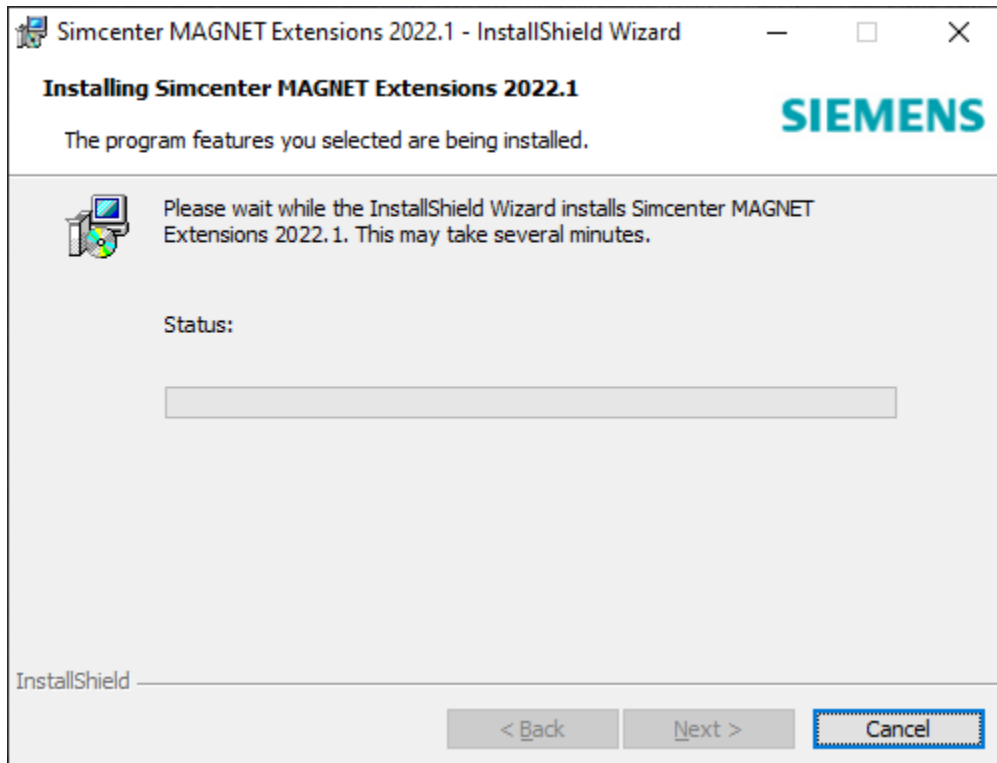 Simcenter MAGNET Extensions 2022.1 - InstallShield Wizard
Installing Simcenter MAGNET Extensions 2022.1
SIEMENS
The program features you selected are being installed.
Please wait while the InstallShield Wizard installs Simcenter MAGNET
Extensions 2022.1. This may take several minutes.
Status:
InstallShield
< Back
Next >
Cancel